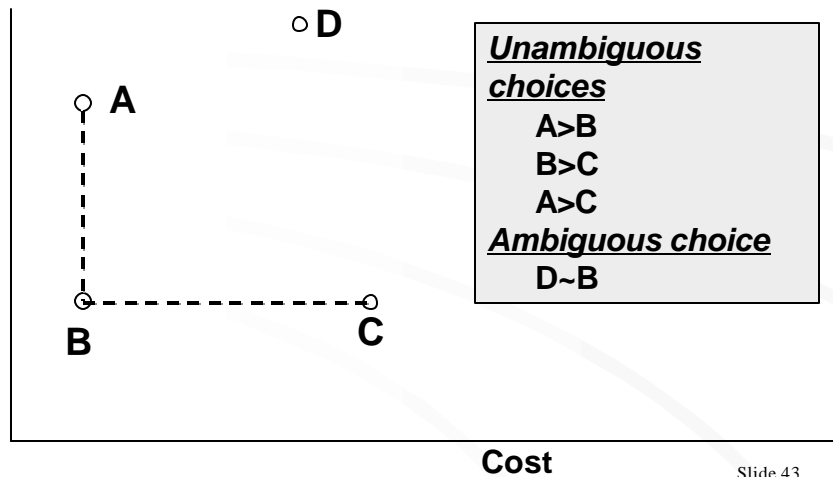 D
A
B
C
Unambiguous
choices
A>B
B>C
A>C
Ambiguous choice
D~B
Cost
Slide 43